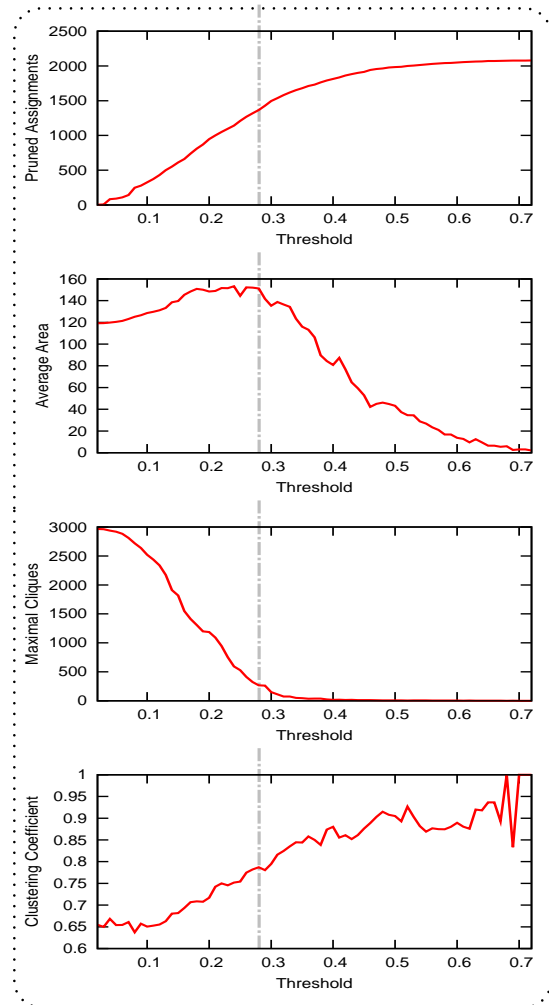 2500
2000
1500
1000
500
0
Pruned Assignments
0.1 0.2 0.3 0.4 0.5 0.6 0.7
Threshold
160
140
120
100
80
60
40
20
0
Average Area
0.1 0.2 0.3 0.4 0.5 0.6 0.7
Threshold
3000
2500
2000
1500
1000
500
0
Maximal Cliques
0.1 0.2 0.3 0.4 0.5 0.6 0.7
Threshold
1
0.95
0.9
0.85
0.8
0.75
0.7
0.65
0.6
Clustering Coefficient
0.1 0.2 0.3 0.4 0.5 0.6 0.7
Threshold